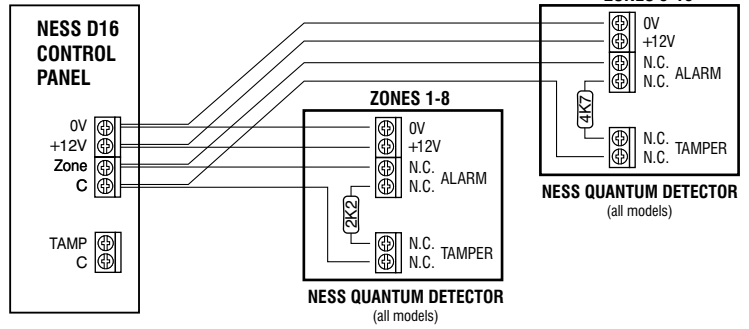 NESS D16
CONTROL
PANEL
0V
+12V
Zone
C
TAMP
C
ZONES 1-8
0V
+12V
N.C.
N.C.
ALARM
2K2
N.C.
N.C.
TAMPER
NESS QUANTUM DETECTOR
(all models)
0V
+12V
N.C.
N.C.
ALARM
4K7
N.C.
N.C.
TAMPER
NESS QUANTUM DETECTOR
(all models)